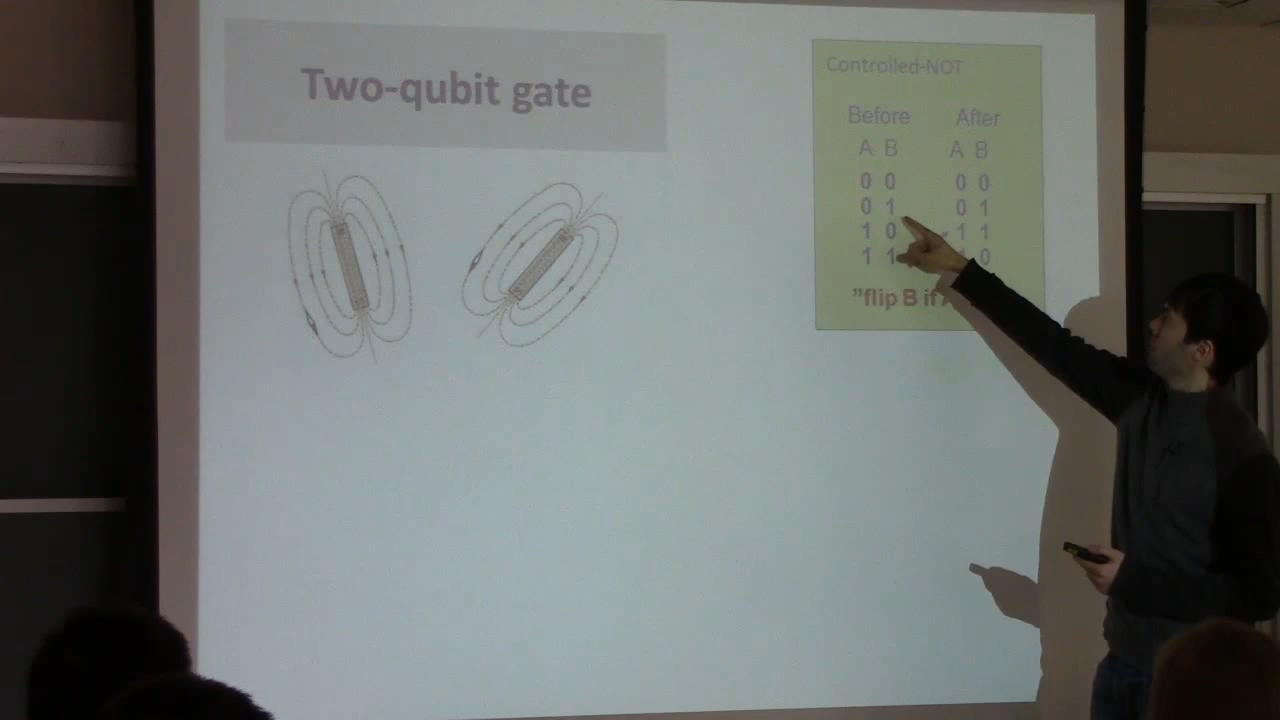 Two-qubit gate
Controlled-NOT
Before After
A B A B
0 0 0 0
0 1 0 1
1 0 1 1
1 1 0
”flip B if